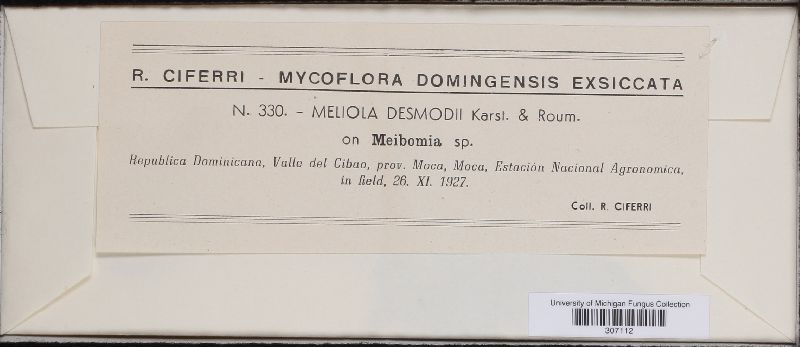 R. CIFERRI - MYCOFLORA DOMINGENSIS EXSICCATA
N. 330. - MELIOLA DESMODII Karst. & Roum.
on Meibomia sp.
Republica Dominicana, Valle del Cibao, prov. Moca, Moca, Estación Nacional Agronomica,
in field, 26. XI. 1927.
Coll. R. CIFERRI
University of Michigan Fungus Collection
307112